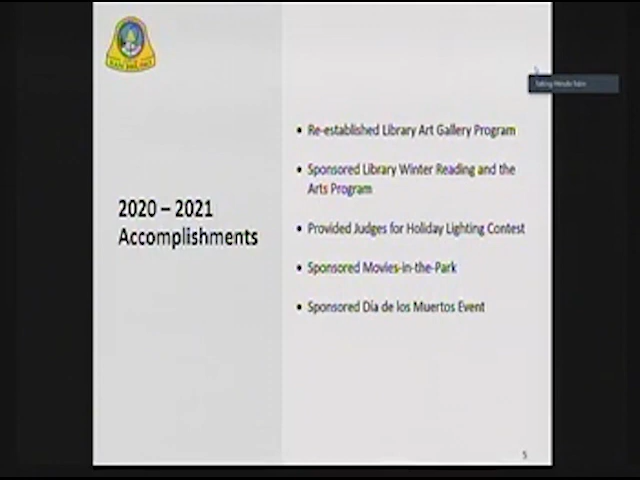 2020 – 2021
Accomplishments
• Re-established Library Art Gallery Program
• Sponsored Library Winter Reading and the
Arts Program
• Provided Judges for Holiday Lighting Contest
• Sponsored Movies-in-the-Park
• Sponsored Día de los Muertos Event
5